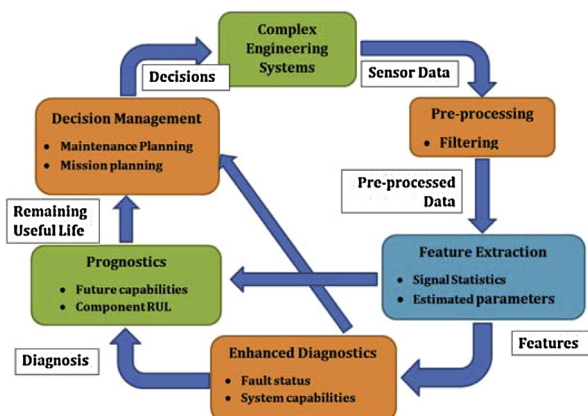 Complex
Engineering
Systems
Decisions
Sensor Data
Decision Management
• Maintenance Planning
• Mission planning
Pre-processing
• Filtering
Pre-processed
Data
Remaining
Useful Life
Prognostics
• Future capabilities
• Component RUL
Feature Extraction
• Signal Statistics
• Estimated parameters
Diagnosis
Enhanced Diagnostics
• Fault status
• System capabilities
Features